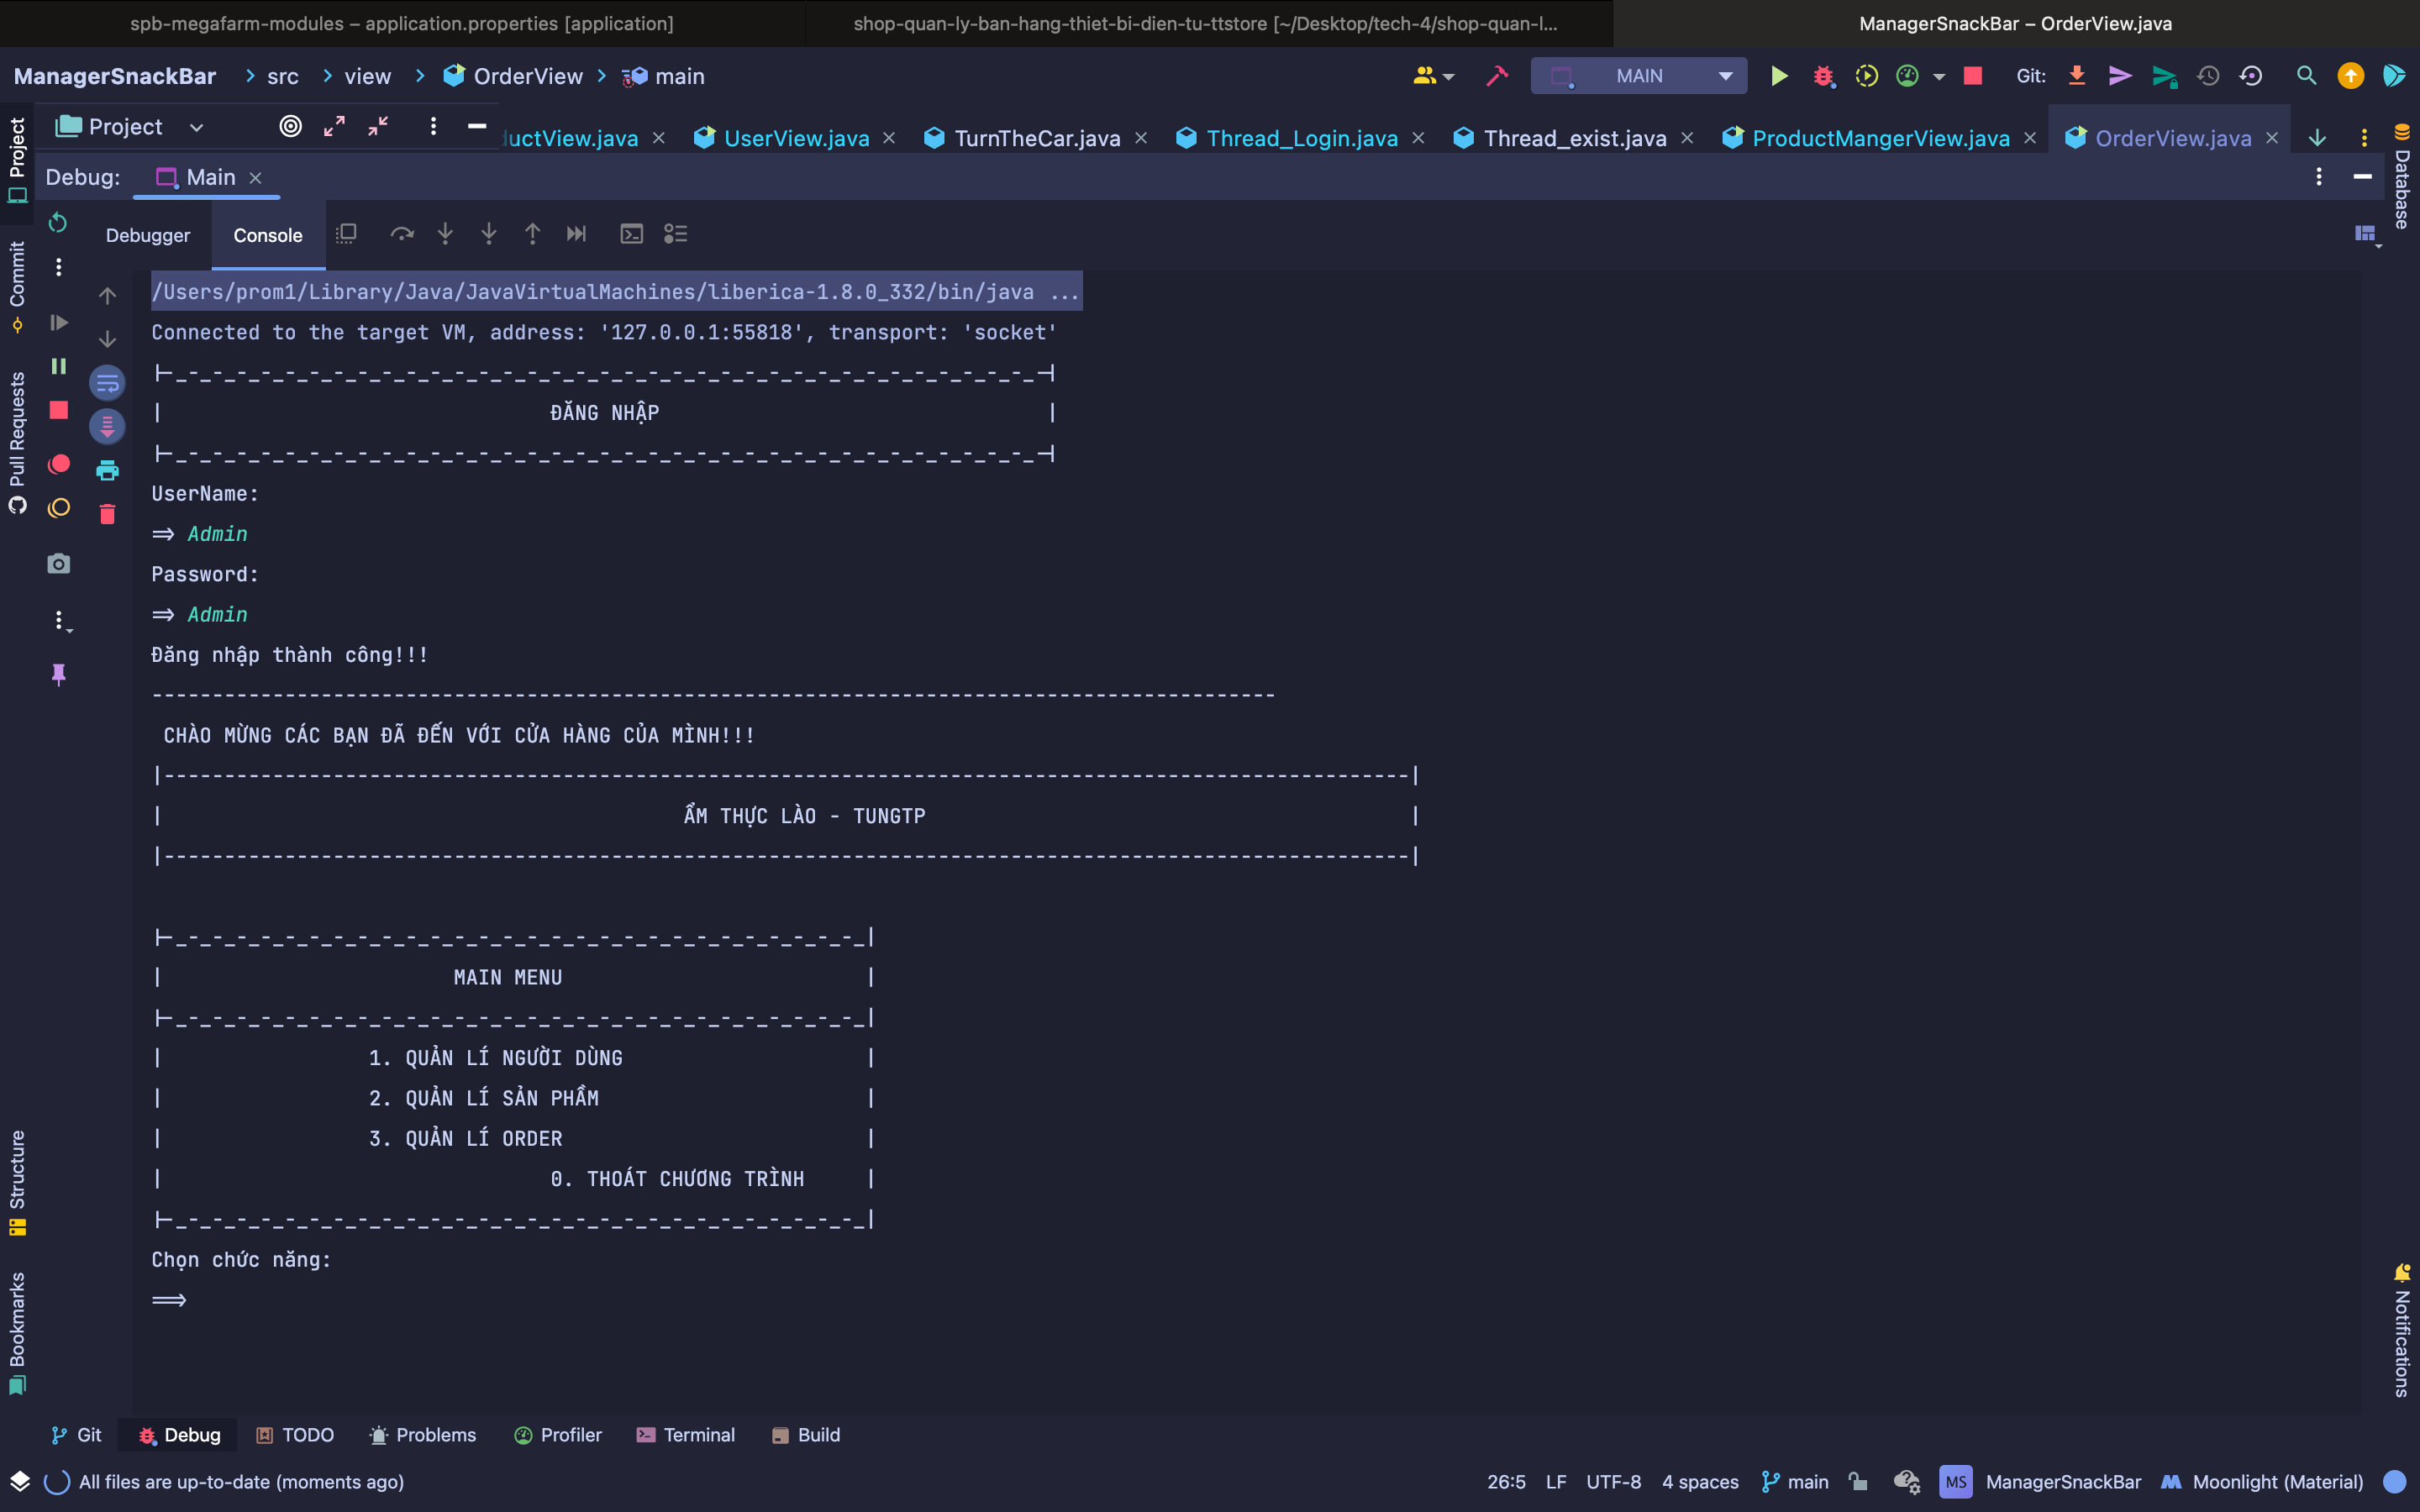 spb-megafarm-modules – application.properties [application]
shop-quan-ly-ban-hang-thiet-bi-dien-tu-ttstore [~/Desktop/tech-4/shop-quan-l...
ManagerSnackBar – OrderView.java
ManagerSnackBar > src > view > OrderView > main
MAIN
Git:
Project
uctView.java
UserView.java
TurnTheCar.java
Thread_Login.java
Thread_exist.java
ProductMangerView.java
OrderView.java
Debug:
Main
Debugger
Console
Project
Commit
Pull Requests
Structure
Bookmarks
Database
Notifications
/Users/prom1/Library/Java/JavaVirtualMachines/liberica-1.8.0_332/bin/java ...
Connected to the target VM, address: '127.0.0.1:55818', transport: 'socket'
|-_-_-_-_-_-_-_-_-_-_-_-_-_-_-_-_-_-_-_-_-_-_-_-_-_-_-_-_-_-_-_-_-_-_-_-_-|
| ĐĂNG NHẬP |
|-_-_-_-_-_-_-_-_-_-_-_-_-_-_-_-_-_-_-_-_-_-_-_-_-_-_-_-_-_-_-_-_-_-_-_-_-|
UserName:
=> Admin
Password:
=> Admin
Đăng nhập thành công!!!
---------------------------------------------------------------------------------------------
CHÀO MỪNG CÁC BẠN ĐÃ ĐẾN VỚI CỬA HÀNG CỦA MÌNH!!!
|-------------------------------------------------------------------------------------------------------|
| ẨM THỰC LÀO - TUNGTP |
|-------------------------------------------------------------------------------------------------------|
|-_-_-_-_-_-_-_-_-_-_-_-_-_-_-_-_-_-_-_-_-_-_-_-_-_-_-_-_-_|
| MAIN MENU |
|-_-_-_-_-_-_-_-_-_-_-_-_-_-_-_-_-_-_-_-_-_-_-_-_-_-_-_-_-_|
| 1. QUẢN LÍ NGƯỜI DÙNG |
| 2. QUẢN LÍ SẢN PHẨM |
| 3. QUẢN LÍ ORDER |
| 0. THOÁT CHƯƠNG TRÌNH |
|-_-_-_-_-_-_-_-_-_-_-_-_-_-_-_-_-_-_-_-_-_-_-_-_-_-_-_-_-_|
Chọn chức năng:
==>
Git
Debug
TODO
Problems
Profiler
Terminal
Build
All files are up-to-date (moments ago)
26:5 LF UTF-8 4 spaces main MS ManagerSnackBar Moonlight (Material)